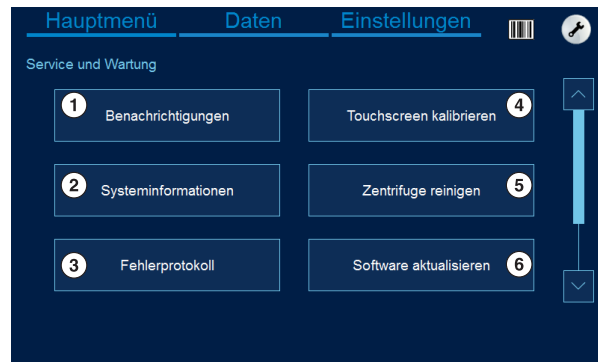 Hauptmenü Daten Einstellungen
Service und Wartung
1 Benachrichtigungen
Touchscreen kalibrieren 4
2 Systeminformationen
Zentrifuge reinigen 5
3 Fehlerprotokoll
Software aktualisieren 6